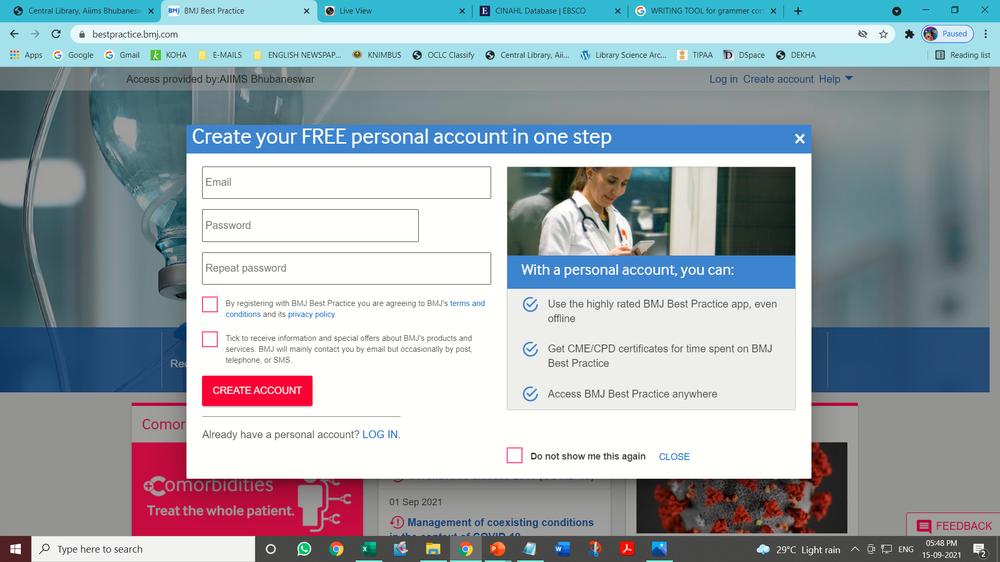 Central Library, Aiims Bhubanesw
BMJ Best Practice
Live View
CINAHL Database | EBSCO
WRITING TOOL for grammer corr
bestpractice.bmj.com
Paused
Apps
Google
Gmail
KOHA
E-MAILS
ENGLISH NEWSPAP...
KNIMBUS
OCLC Classify
Central Library, Aii...
Library Science Arc...
TIPAA
DSpace
DEKHA
Reading list
Access provided by:AIIMS Bhubaneswar
Log in Create account Help
Create your FREE personal account in one step
Email
Password
Repeat password
By registering with BMJ Best Practice you are agreeing to BMJ's terms and
conditions and its privacy policy.
Tick to receive information and special offers about BMJ's products and
services. BMJ will mainly contact you by email but occasionally by post,
telephone, or SMS.
CREATE ACCOUNT
Already have a personal account? LOG IN.
With a personal account, you can:
Use the highly rated BMJ Best Practice app, even
offline
Get CME/CPD certificates for time spent on BMJ
Best Practice
Access BMJ Best Practice anywhere
Do not show me this again CLOSE
Rec
Comor
Comorbidities
Treat the whole patient.
01 Sep 2021
Management of coexisting conditions
in the context of COVID-19
FEEDBACK
Type here to search
29°C Light rain
ENG
05:48 PM
15-09-2021
2